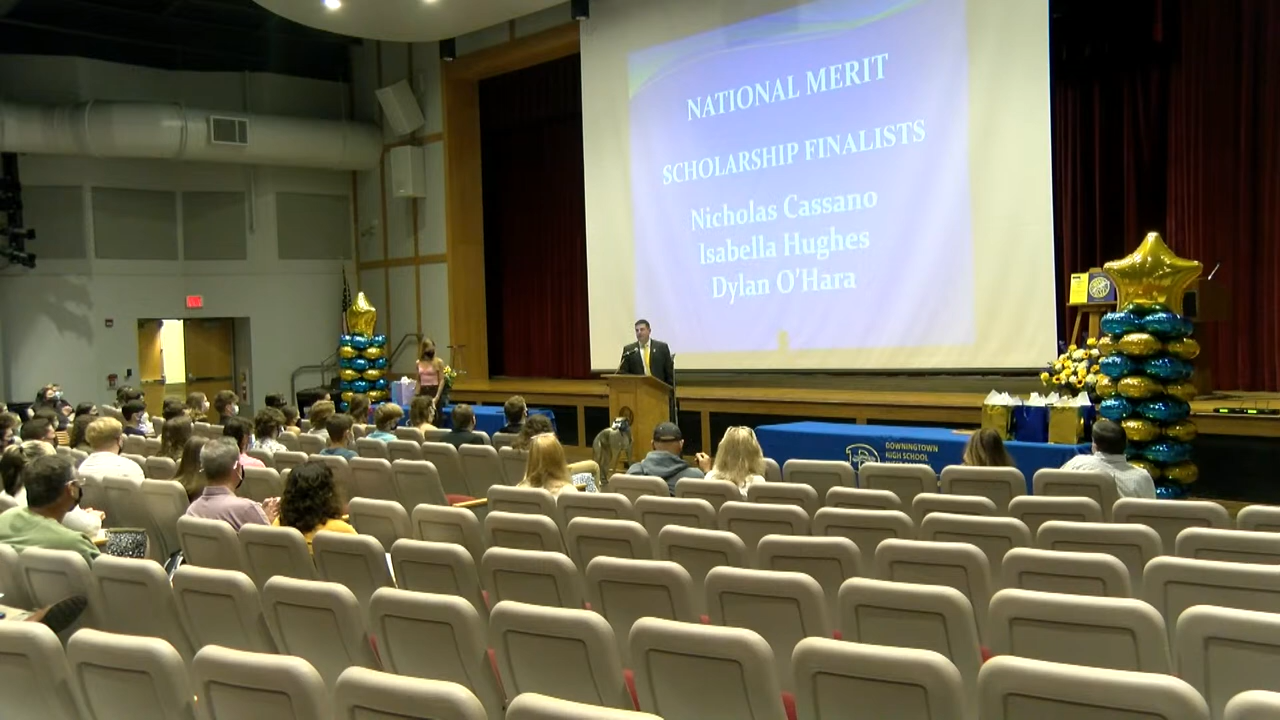 NATIONAL MERIT
SCHOLARSHIP FINALISTS
Nicholas Cassano
Isabella Hughes
Dylan O'Hara
DOWNINGTOWN
HIGH SCHOOL